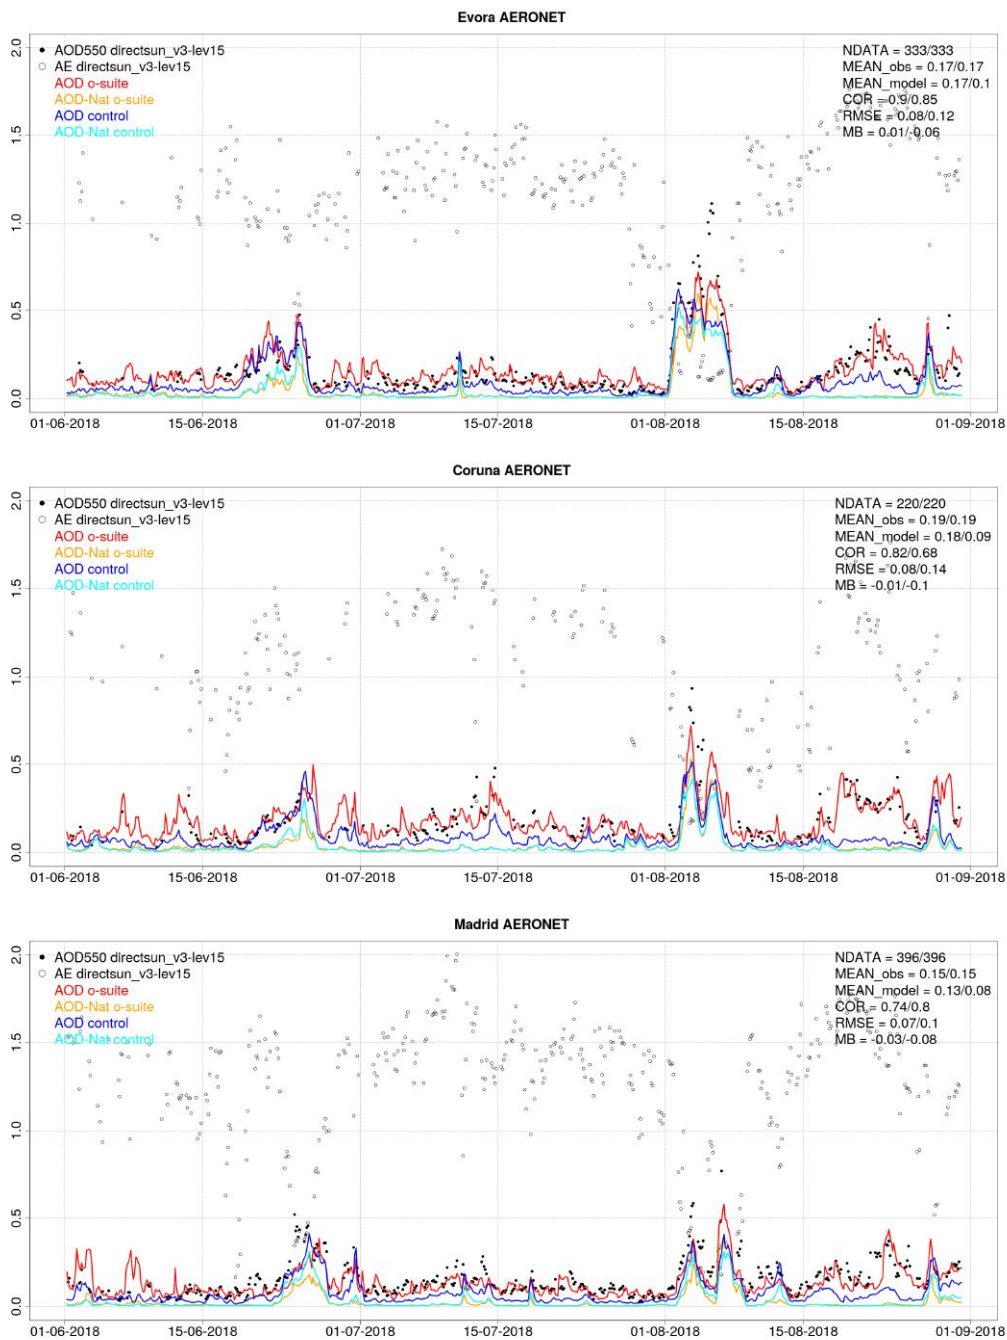 Evora AERONET
2.0
1.5
1.0
0.5
0.0
AOD550 directsun_v3-lev15
AE directsun_v3-lev15
AOD o-suite
AOD-Nat o-suite
AOD control
AOD-Nat control
NDATA = 333/333
MEAN_obs = 0.17/0.17
MEAN_model = 0.17/0.1
COR = 0.9/0.85
RMSE = 0.08/0.12
MB = 0.01/-0.06
01-06-2018 15-06-2018 01-07-2018 15-07-2018 01-08-2018 15-08-2018 01-09-2018
Coruna AERONET
2.0
1.5
1.0
0.5
0.0
AOD550 directsun_v3-lev15
AE directsun_v3-lev15
AOD o-suite
AOD-Nat o-suite
AOD control
AOD-Nat control
NDATA = 220/220
MEAN_obs = 0.19/0.19
MEAN_model = 0.18/0.09
COR = 0.82/0.68
RMSE = 0.08/0.14
MB = -0.01/-0.1
01-06-2018 15-06-2018 01-07-2018 15-07-2018 01-08-2018 15-08-2018 01-09-2018
Madrid AERONET
2.0
1.5
1.0
0.5
0.0
AOD550 directsun_v3-lev15
AE directsun_v3-lev15
AOD o-suite
AOD-Nat o-suite
AOD control
AOD-Nat control
NDATA = 396/396
MEAN_obs = 0.15/0.15
MEAN_model = 0.13/0.08
COR = 0.74/0.8
RMSE = 0.07/0.1
MB = -0.03/-0.08
01-06-2018 15-06-2018 01-07-2018 15-07-2018 01-08-2018 15-08-2018 01-09-2018